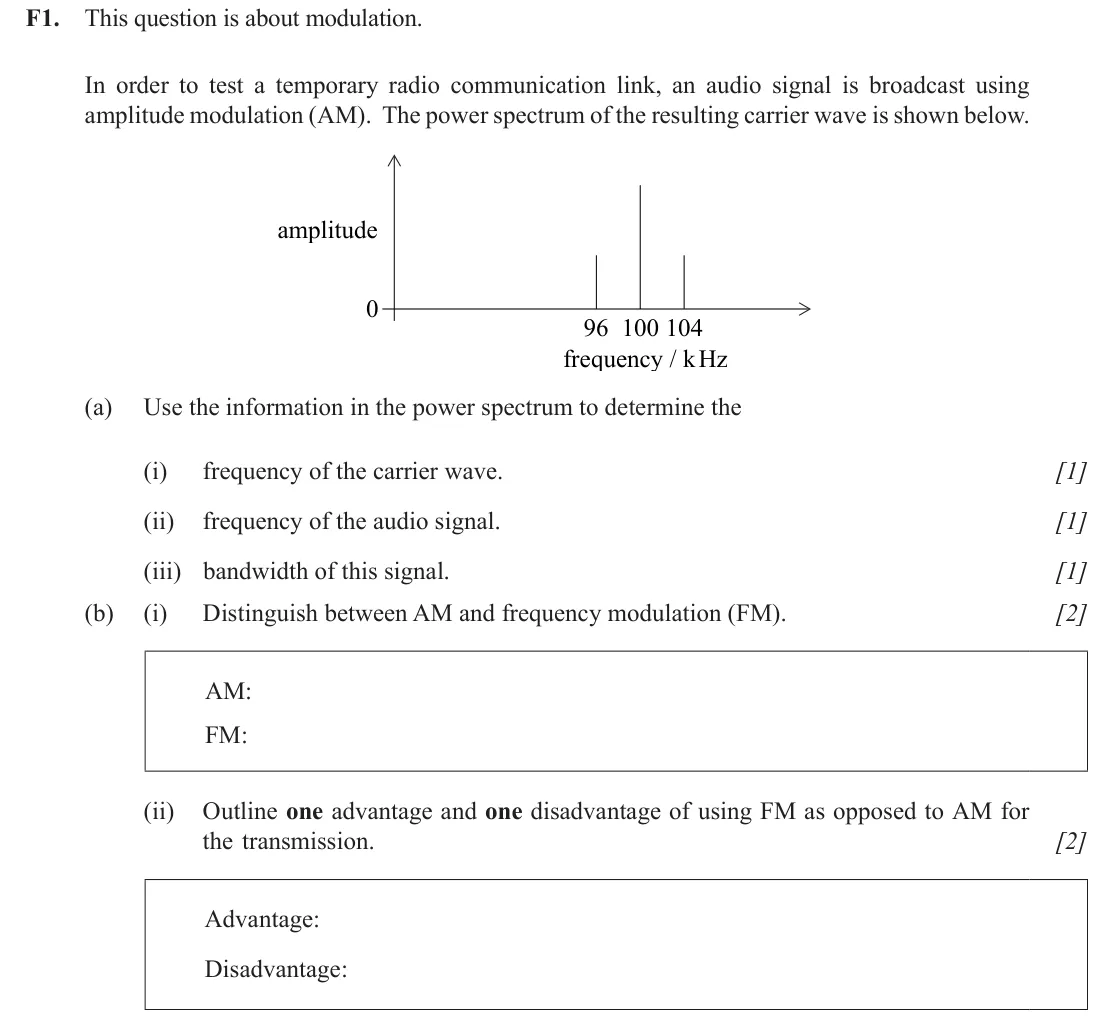 F1. This question is about modulation.
In order to test a temporary radio communication link, an audio signal is broadcast using
amplitude modulation (AM). The power spectrum of the resulting carrier wave is shown below.
amplitude
0
96 100 104
frequency / kHz
(a) Use the information in the power spectrum to determine the
(i) frequency of the carrier wave. [1]
(ii) frequency of the audio signal. [1]
(iii) bandwidth of this signal. [1]
(b) (i) Distinguish between AM and frequency modulation (FM). [2]
AM:
FM:
(ii) Outline one advantage and one disadvantage of using FM as opposed to AM for
the transmission. [2]
Advantage:
Disadvantage: